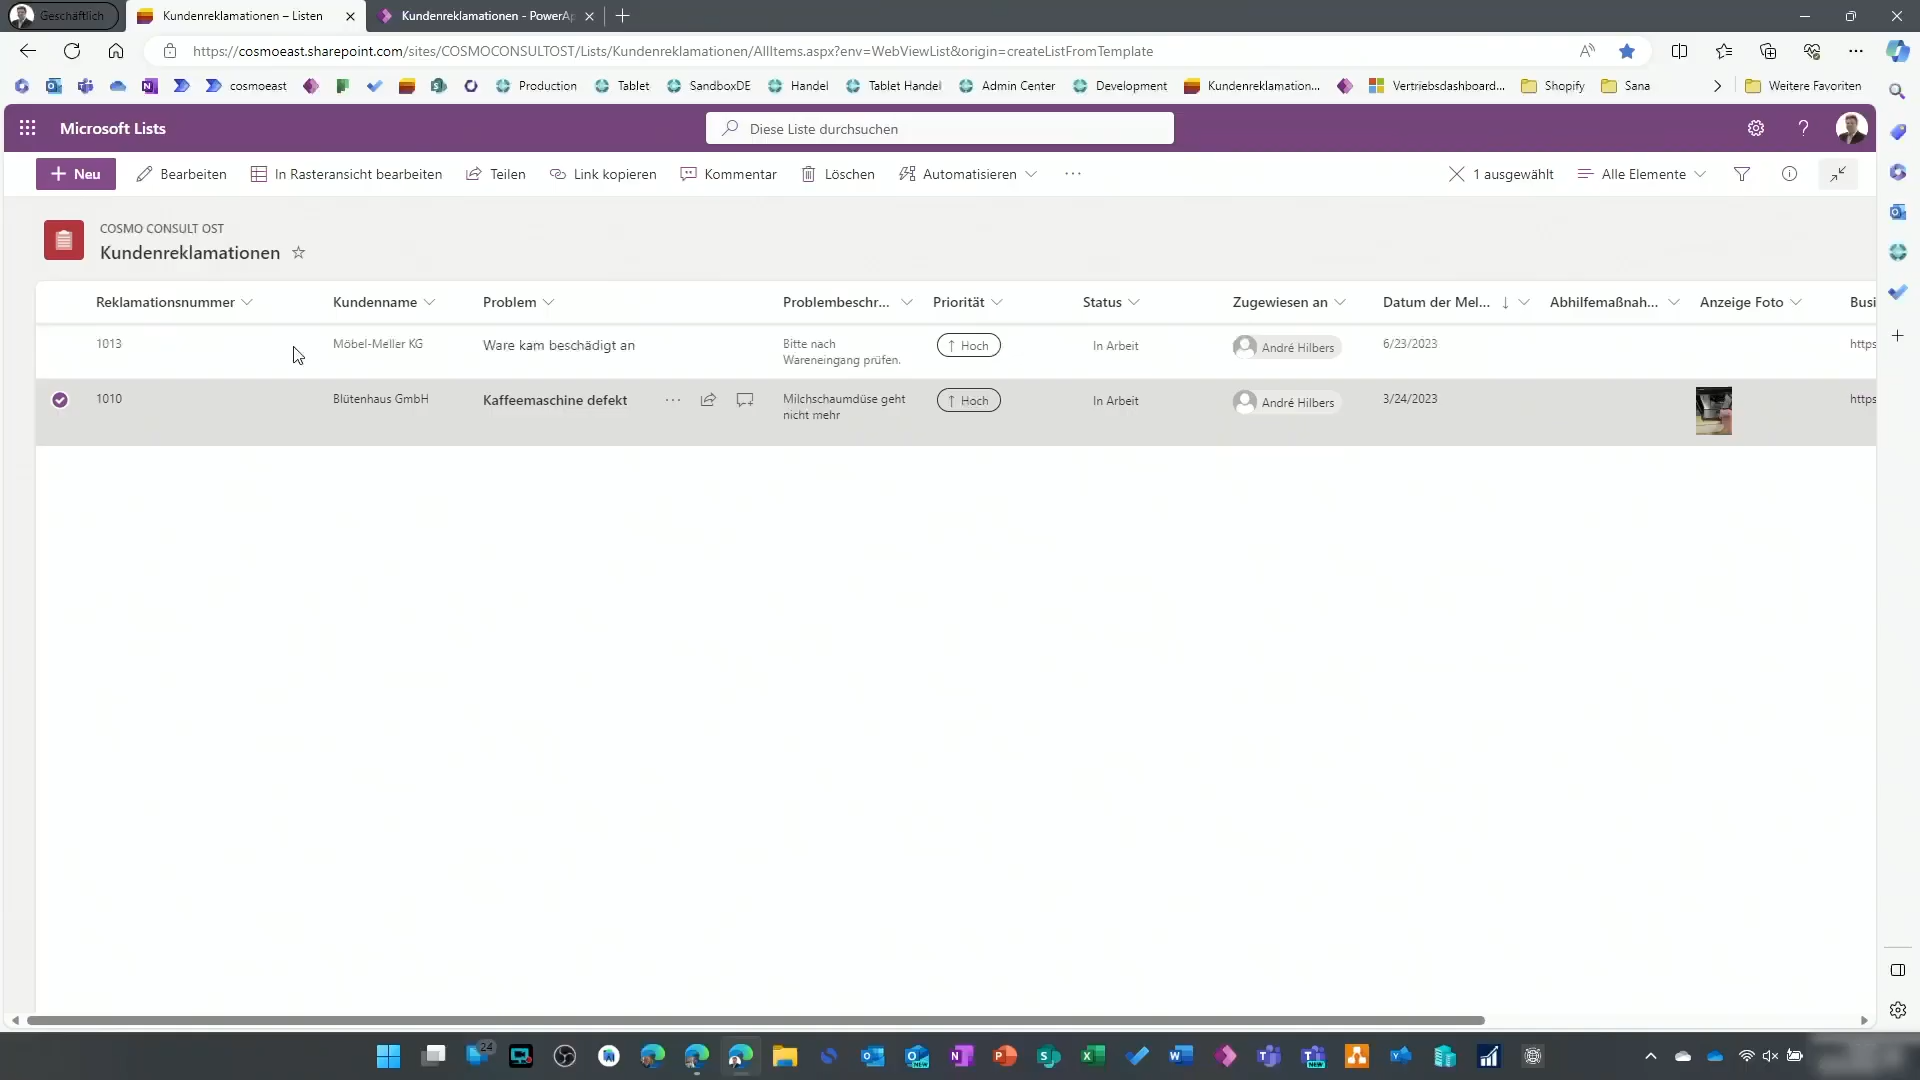 Geschäftlich
Kundenreklamationen – Listen
Kundenreklamationen - PowerAp
https://cosmoeast.sharepoint.com/sites/COSMOCONSULTOST/Lists/Kundenreklamationen/AllItems.aspx?env=WebViewList&origin=createListFromTemplate
cosmoeast Production Tablet SandboxDE Handel Tablet Handel Admin Center Development Kundenreklamation... Vertriebsdashboard... Shopify Sana Weitere Favoriten
Microsoft Lists
Diese Liste durchsuchen
Neu Bearbeiten In Rasteransicht bearbeiten Teilen Link kopieren Kommentar Löschen Automatisieren ... 1 ausgewählt Alle Elemente
COSMO CONSULT OST
Kundenreklamationen
Reklamationsnummer Kundenname Problem Problembeschr... Priorität Status Zugewiesen an Datum der Mel... Abhilfemaßnah... Anzeige Foto Busi
1013 Möbel-Meller KG Ware kam beschädigt an Bitte nach Wareneingang prüfen. Hoch In Arbeit André Hilbers 6/23/2023 https
1010 Blütenhaus GmbH Kaffeemaschine defekt Milchschaumdüse geht nicht mehr Hoch In Arbeit André Hilbers 3/24/2023 https
24